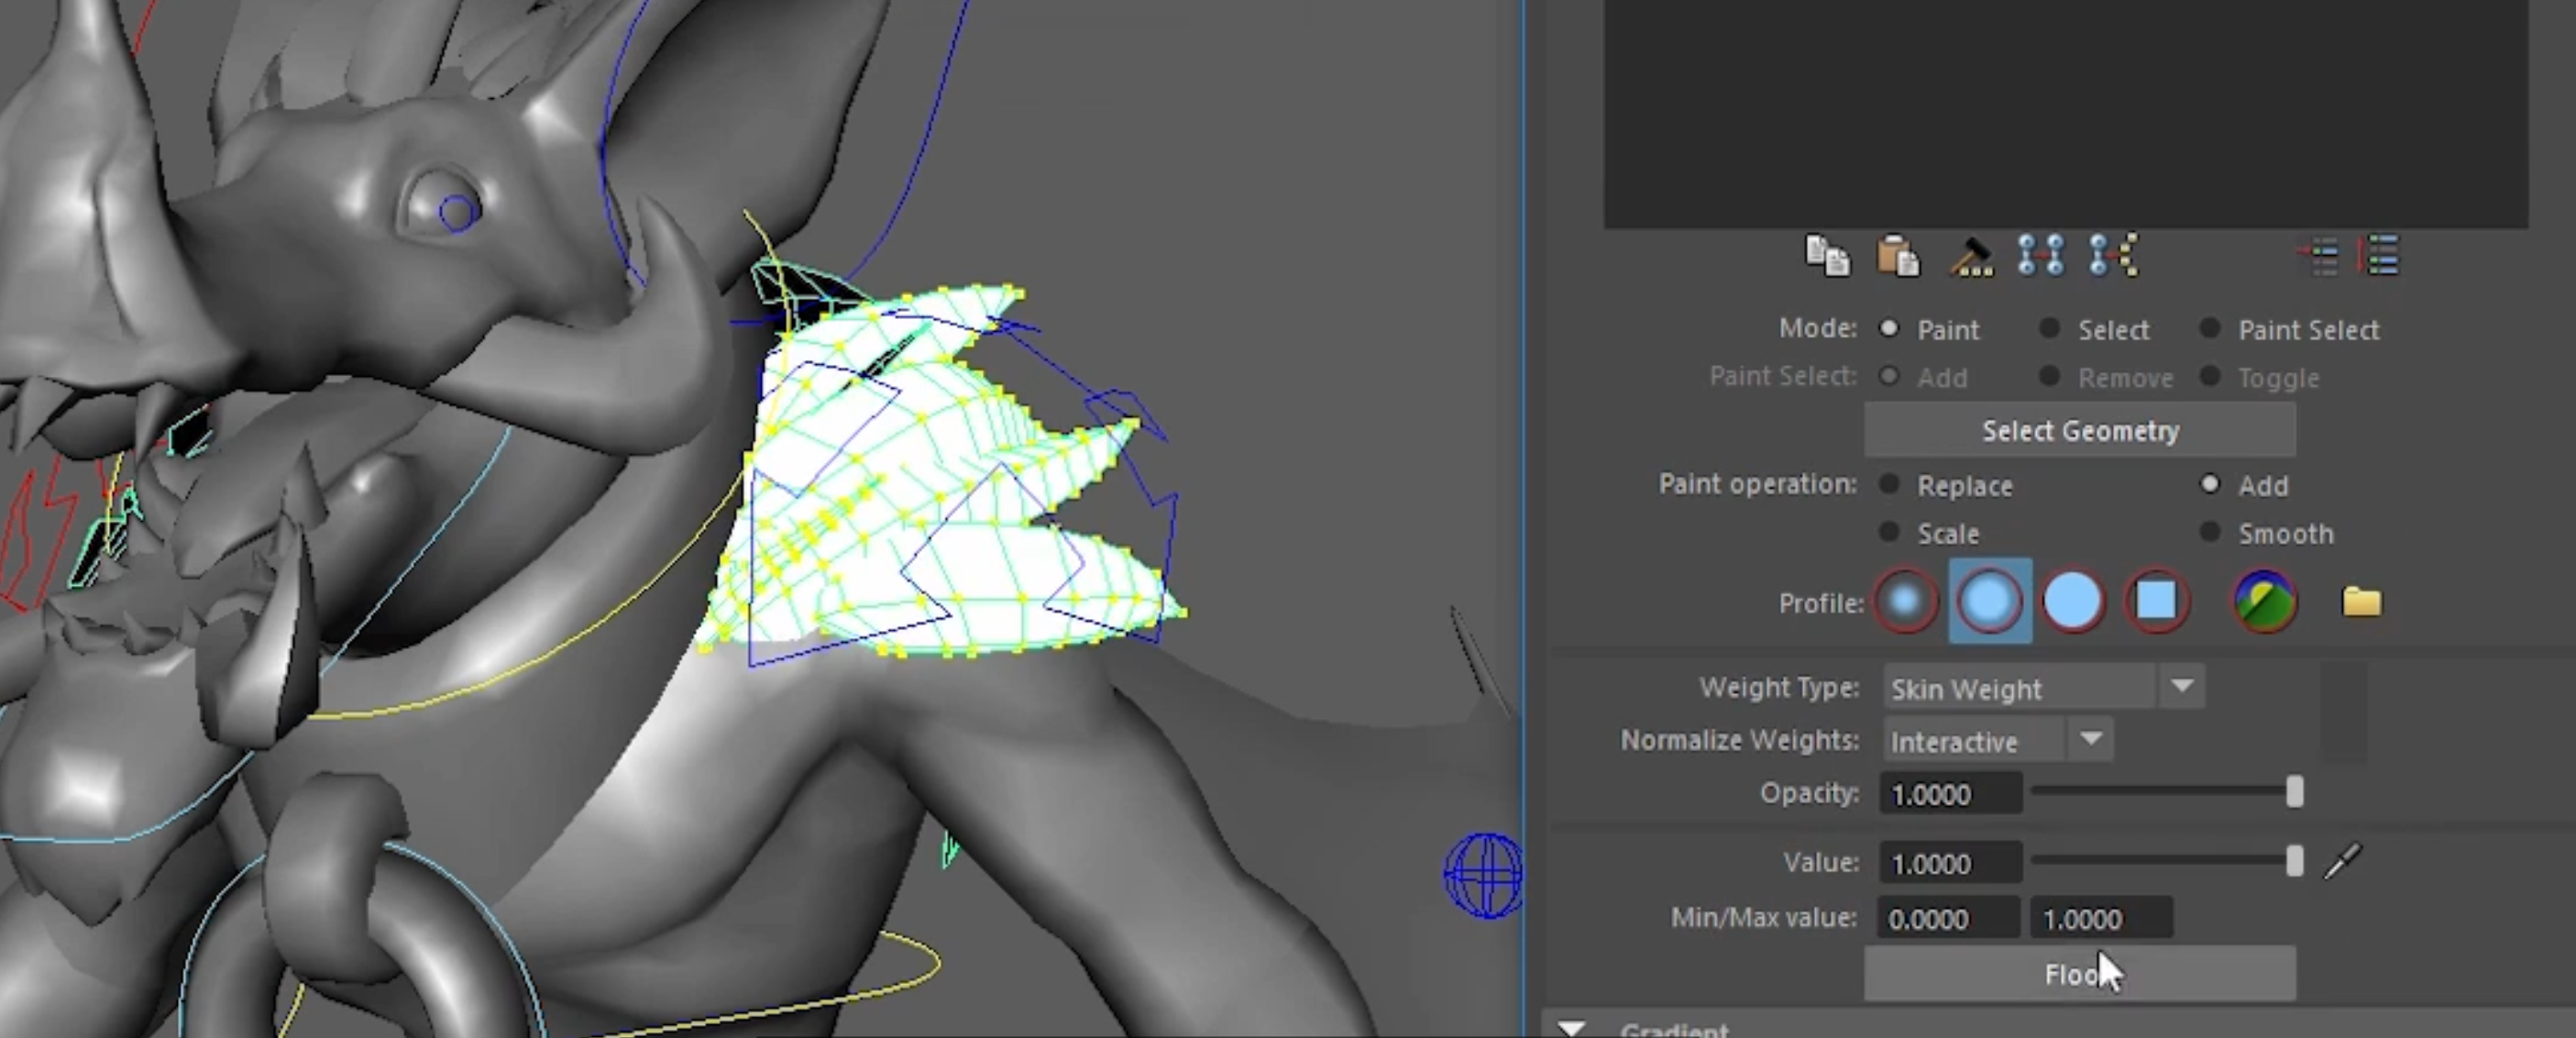 Mode: Paint Select Paint Select
Paint Select: Add Remove Toggle
Select Geometry
Paint operation: Replace Add
Scale Smooth
Profile:
Weight Type: Skin Weight
Normalize Weights: Interactive
Opacity: 1.0000
Value: 1.0000
Min/Max value: 0.0000 1.0000
Gradient